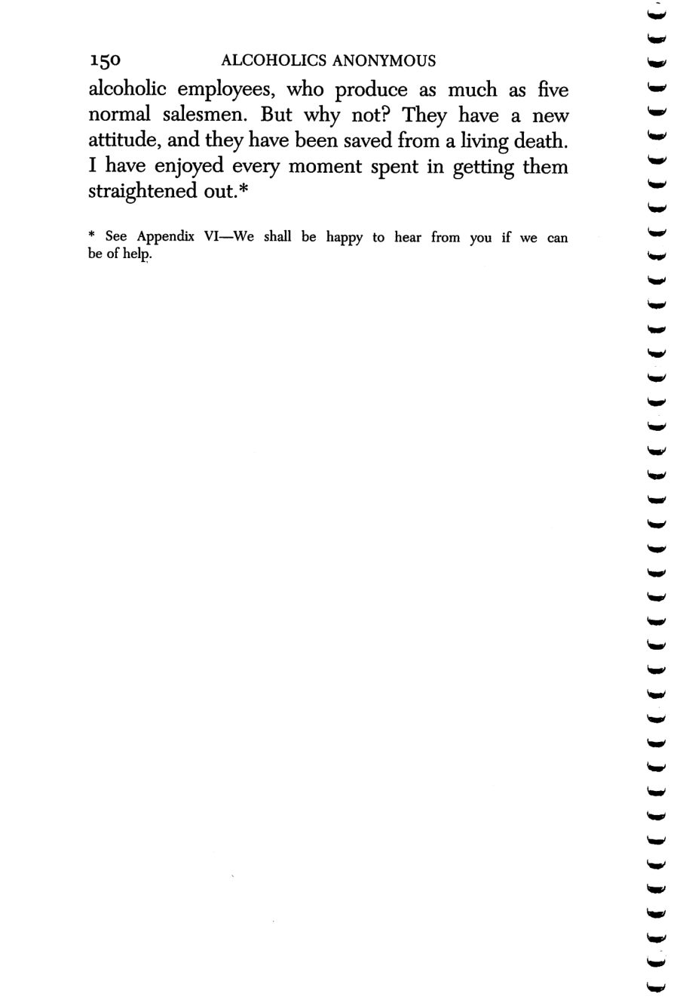 150 ALCOHOLICS ANONYMOUS
alcoholic employees, who produce as much as five
normal salesmen. But why not? They have a new
attitude, and they have been saved from a living death.
I have enjoyed every moment spent in getting them
straightened out.*
* See Appendix VI—We shall be happy to hear from you if we can
be of help.